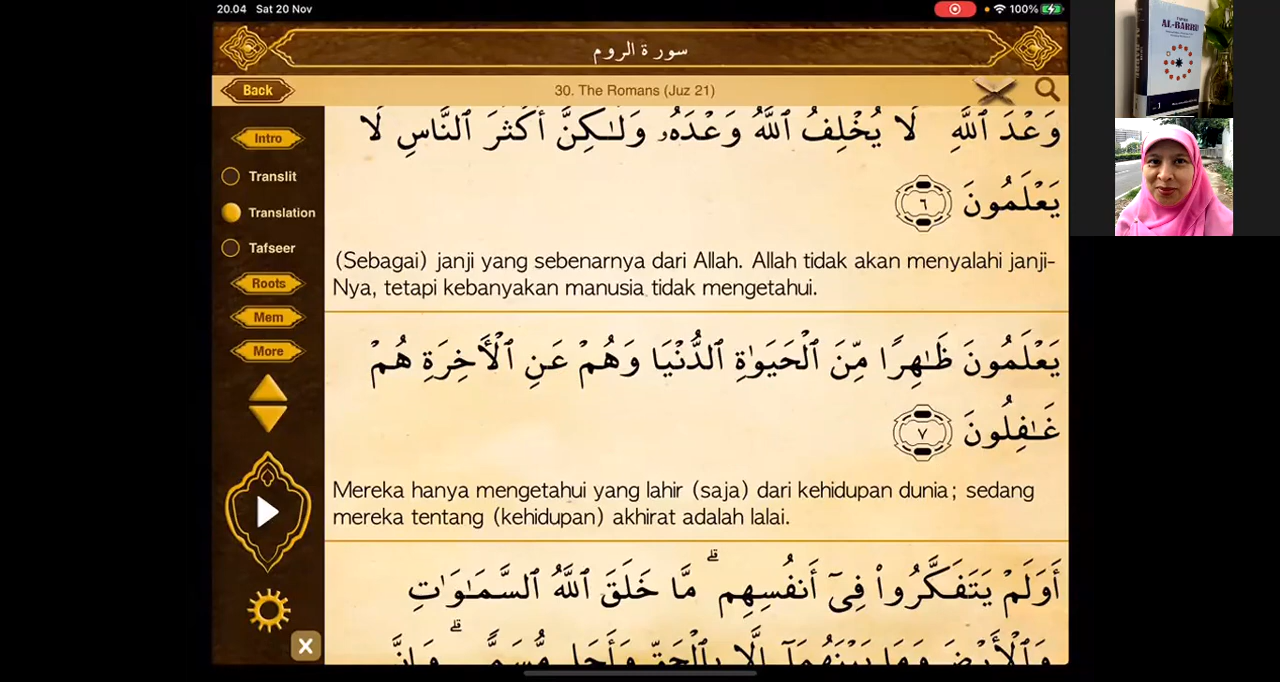 20.04 Sat 20 Nov
100%
سورة الروم
Back
30. The Romans (Juz 21)
Intro
Translit
Translation
Tafseer
Roots
Mem
More
وَعْدَ ٱللَّهِ لَا يُخْلِفُ ٱللَّهُ وَعْدَهُۥ وَلَـٰكِنَّ أَكْثَرَ ٱلنَّاسِ لَا
يَعْلَمُونَ ٦
(Sebagai) janji yang sebenarnya dari Allah. Allah tidak akan menyalahi janji-
Nya, tetapi kebanyakan manusia tidak mengetahui.
يَعْلَمُونَ ظَـٰهِرًا مِّنَ ٱلْحَيَوٰةِ ٱلدُّنْيَا وَهُمْ عَنِ ٱلْأَخِرَةِ هُمْ
غَـٰفِلُونَ ٧
Mereka hanya mengetahui yang lahir (saja) dari kehidupan dunia; sedang
mereka tentang (kehidupan) akhirat adalah lalai.
أَوَلَمْ يَتَفَكَّرُوا۟ فِىٓ أَنفُسِهِم ۗ مَّا خَلَقَ ٱللَّهُ ٱلسَّمَـٰوَٰتِ
وَٱلْأَرْضَ وَمَا بَيْنَهُمَآ إِلَّا بِٱلْحَقِّ وَأَجَلٍ مُّسَمًّى ۗ وَإِنَّ
TAFSIR
AL-BARRU